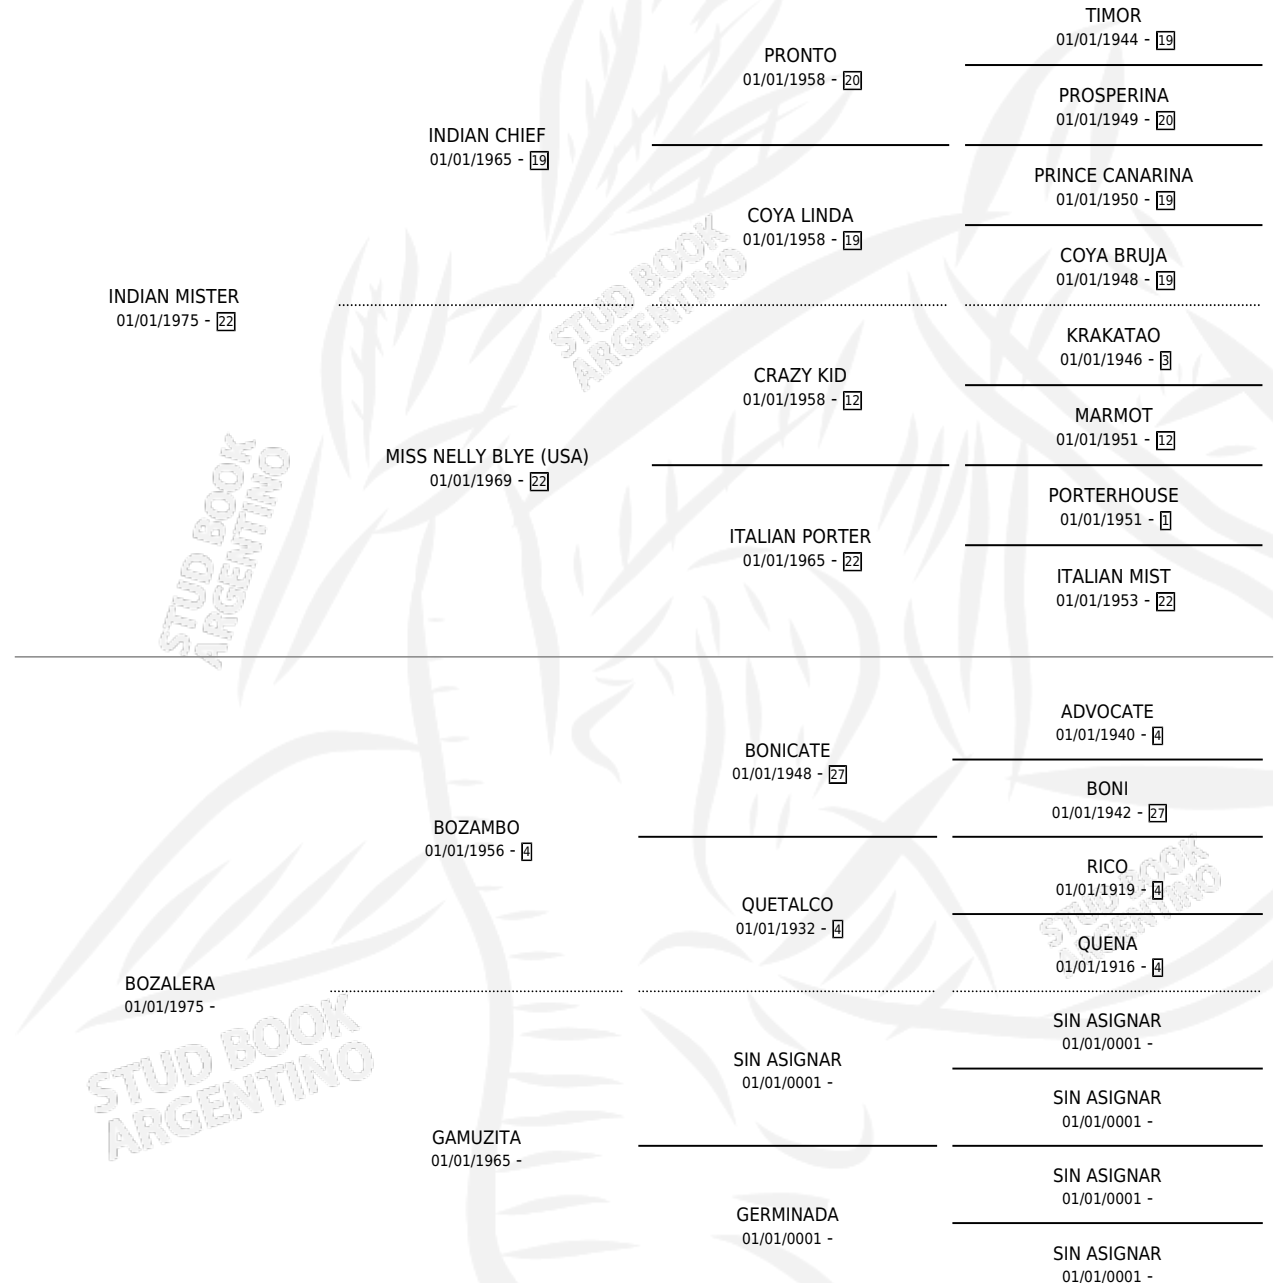 TIMOR
01/01/1944 - 19
PRONTO
01/01/1958 - 20
PROSPERINA
01/01/1949 - 20
INDIAN CHIEF
01/01/1965 - 19
PRINCE CANARINA
01/01/1950 - 19
COYA LINDA
01/01/1958 - 19
COYA BRUJA
01/01/1948 - 19
STUD BOOK
ARGENTINO
INDIAN MISTER
01/01/1975 - 22
KRAKATAO
01/01/1946 - 3
CRAZY KID
01/01/1958 - 12
MARMOT
01/01/1951 - 12
MISS NELLY BLYE (USA)
01/01/1969 - 22
PORTERHOUSE
01/01/1951 - 1
ITALIAN PORTER
01/01/1965 - 22
ITALIAN MIST
01/01/1953 - 22
STUD BOOK
ARGENTINO
ADVOCATE
01/01/1940 - 4
BONICATE
01/01/1948 - 27
BONI
01/01/1942 - 27
BOZAMBO
01/01/1956 - 4
RICO
01/01/1919 - 4
QUETALCO
01/01/1932 - 4
QUENA
01/01/1916 - 4
STUD BOOK
ARGENTINO
BOZALERA
01/01/1975 -
SIN ASIGNAR
01/01/0001 -
SIN ASIGNAR
01/01/0001 -
SIN ASIGNAR
01/01/0001 -
STUD BOOK
ARGENTINO
GAMUZITA
01/01/1965 -
SIN ASIGNAR
01/01/0001 -
GERMINADA
01/01/0001 -
SIN ASIGNAR
01/01/0001 -